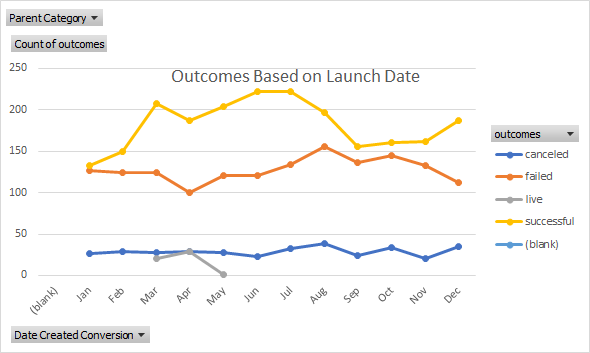 Parent Category
Count of outcomes
Outcomes Based on Launch Date
250
200
150
100
50
0
(blank) Jan Feb Mar Apr May Jun Jul Aug Sep Oct Nov Dec
outcomes
canceled
failed
live
successful
(blank)
Date Created Conversion